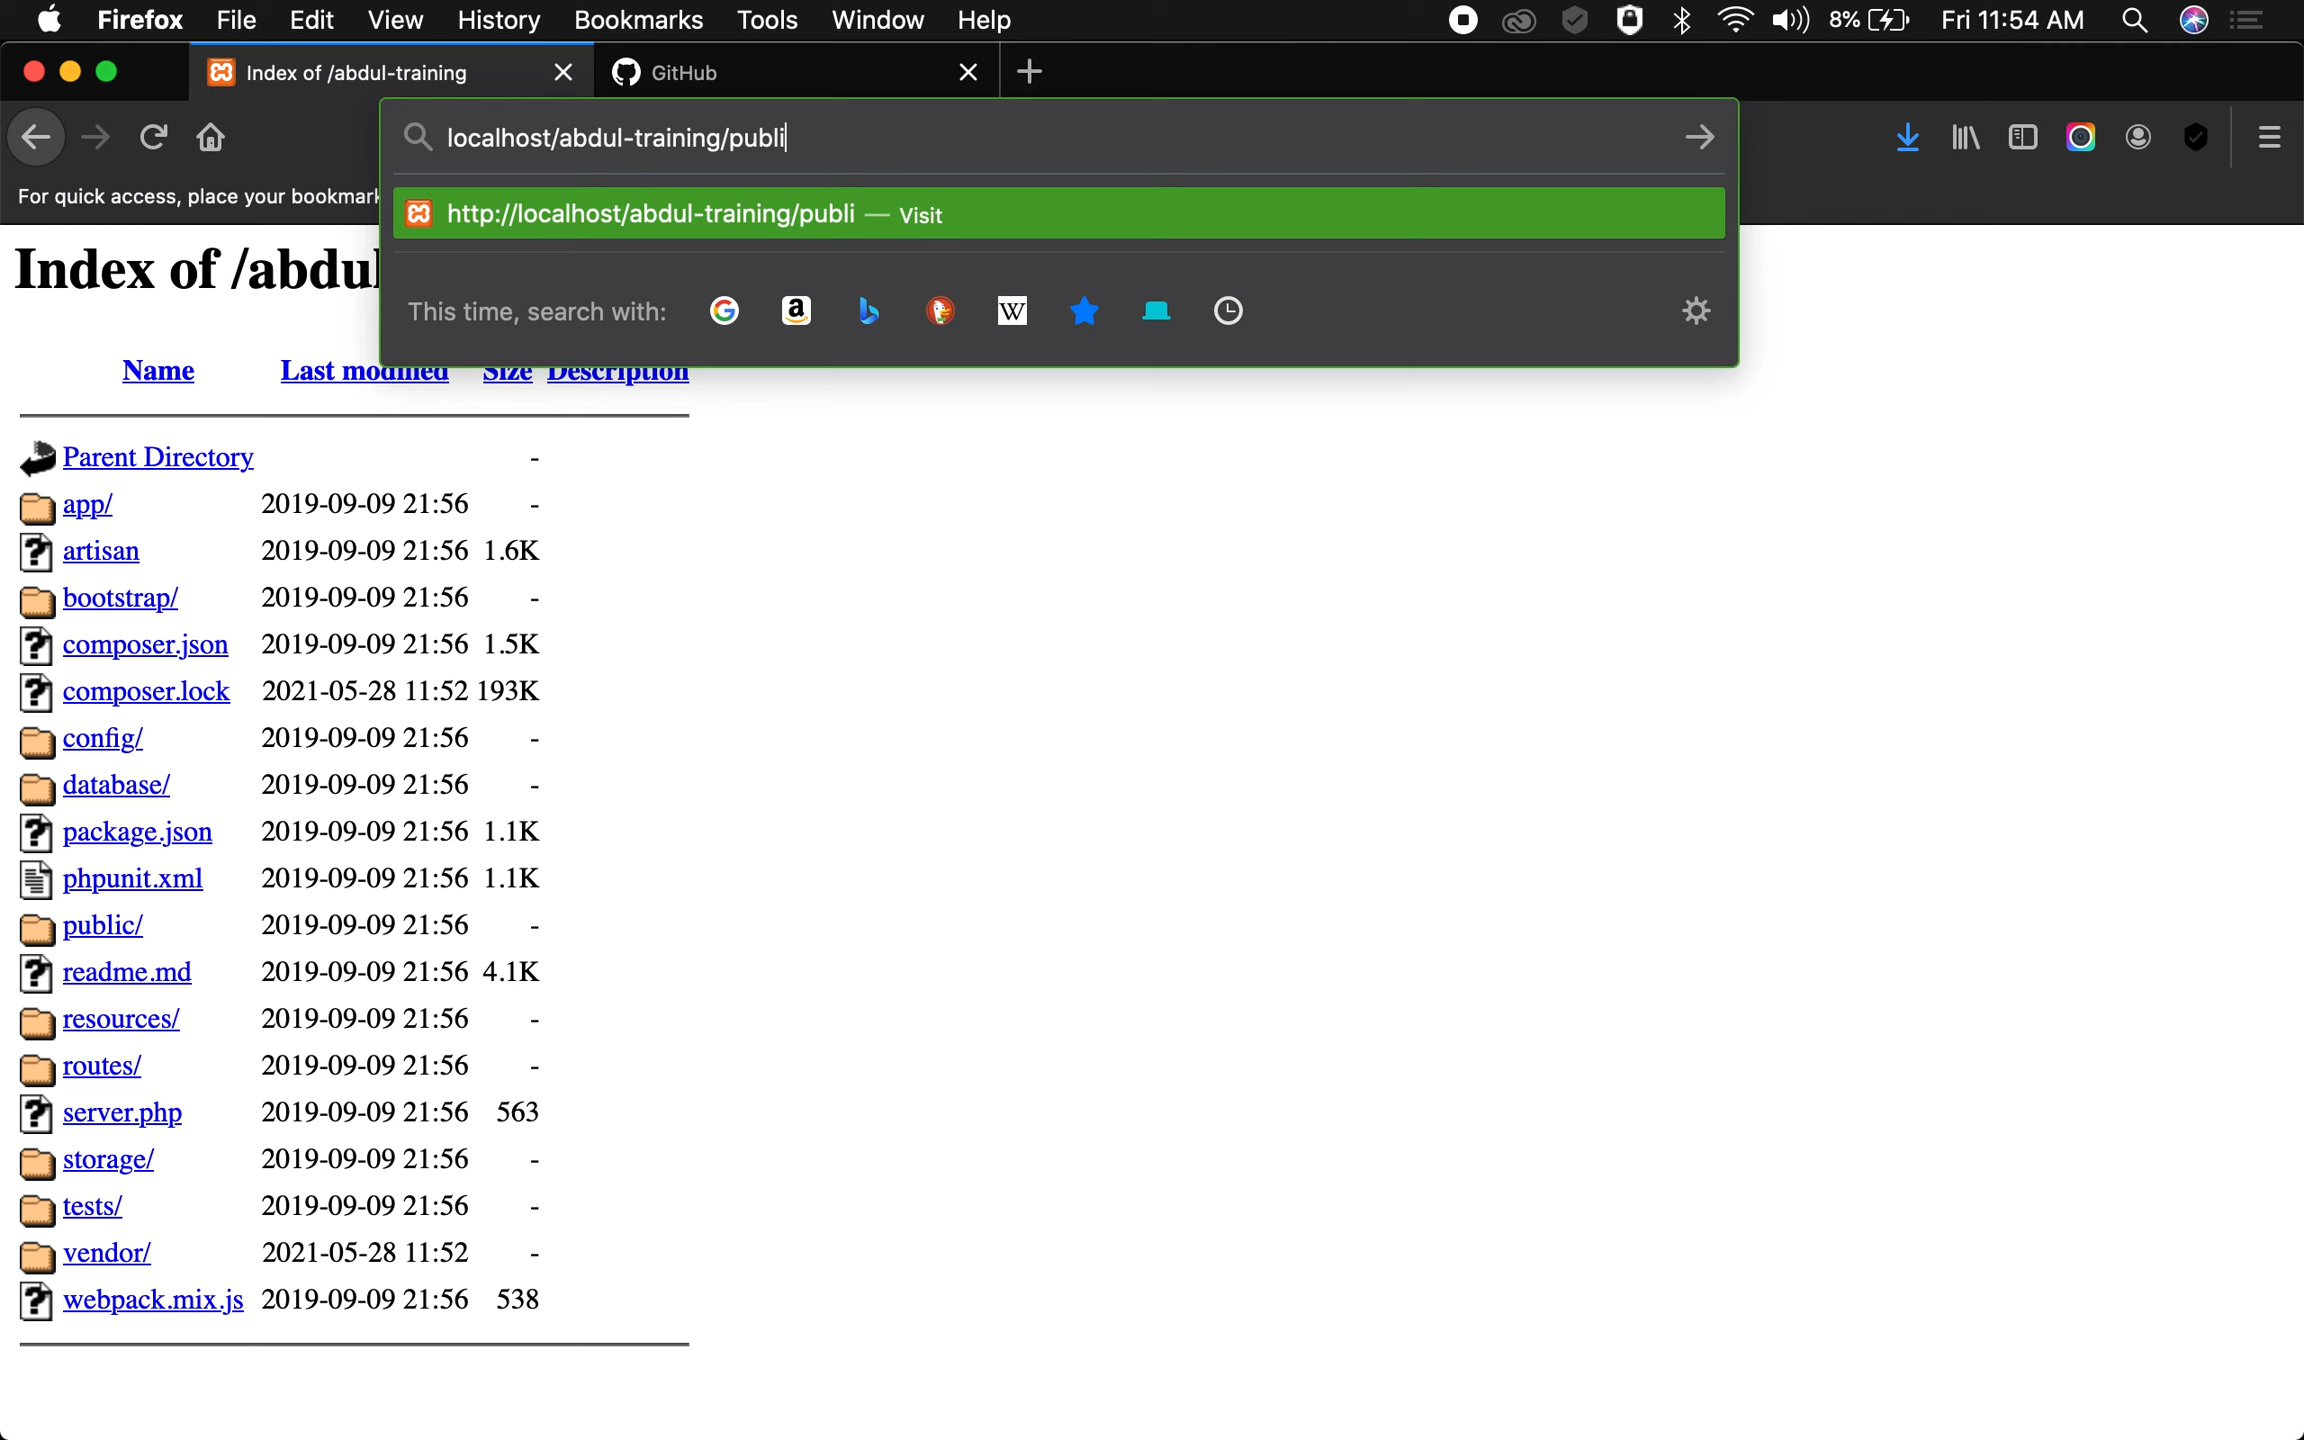 Firefox File Edit View History Bookmarks Tools Window Help 8% Fri 11:54 AM
Index of /abdul-training GitHub
localhost/abdul-training/publi
For quick access, place your bookmark
http://localhost/abdul-training/publi — Visit
Index of /abdul
This time, search with:
Name Last modified Size Description
Parent Directory -
app/ 2019-09-09 21:56 -
artisan 2019-09-09 21:56 1.6K
bootstrap/ 2019-09-09 21:56 -
composer.json 2019-09-09 21:56 1.5K
composer.lock 2021-05-28 11:52 193K
config/ 2019-09-09 21:56 -
database/ 2019-09-09 21:56 -
package.json 2019-09-09 21:56 1.1K
phpunit.xml 2019-09-09 21:56 1.1K
public/ 2019-09-09 21:56 -
readme.md 2019-09-09 21:56 4.1K
resources/ 2019-09-09 21:56 -
routes/ 2019-09-09 21:56 -
server.php 2019-09-09 21:56 563
storage/ 2019-09-09 21:56 -
tests/ 2019-09-09 21:56 -
vendor/ 2021-05-28 11:52 -
webpack.mix.js 2019-09-09 21:56 538